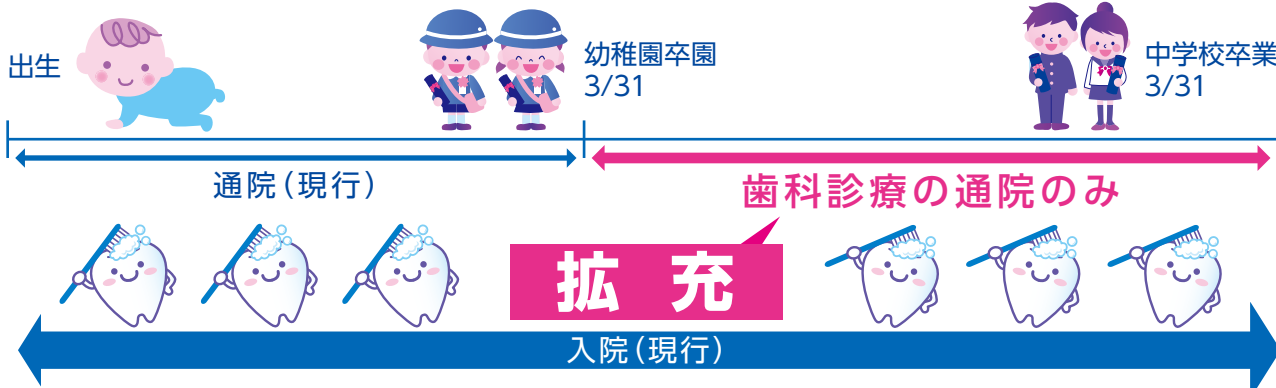 出生
幼稚園卒園
3/31
中学校卒業
3/31
通院（現行）
歯科診療の通院のみ
拡充
入院（現行）